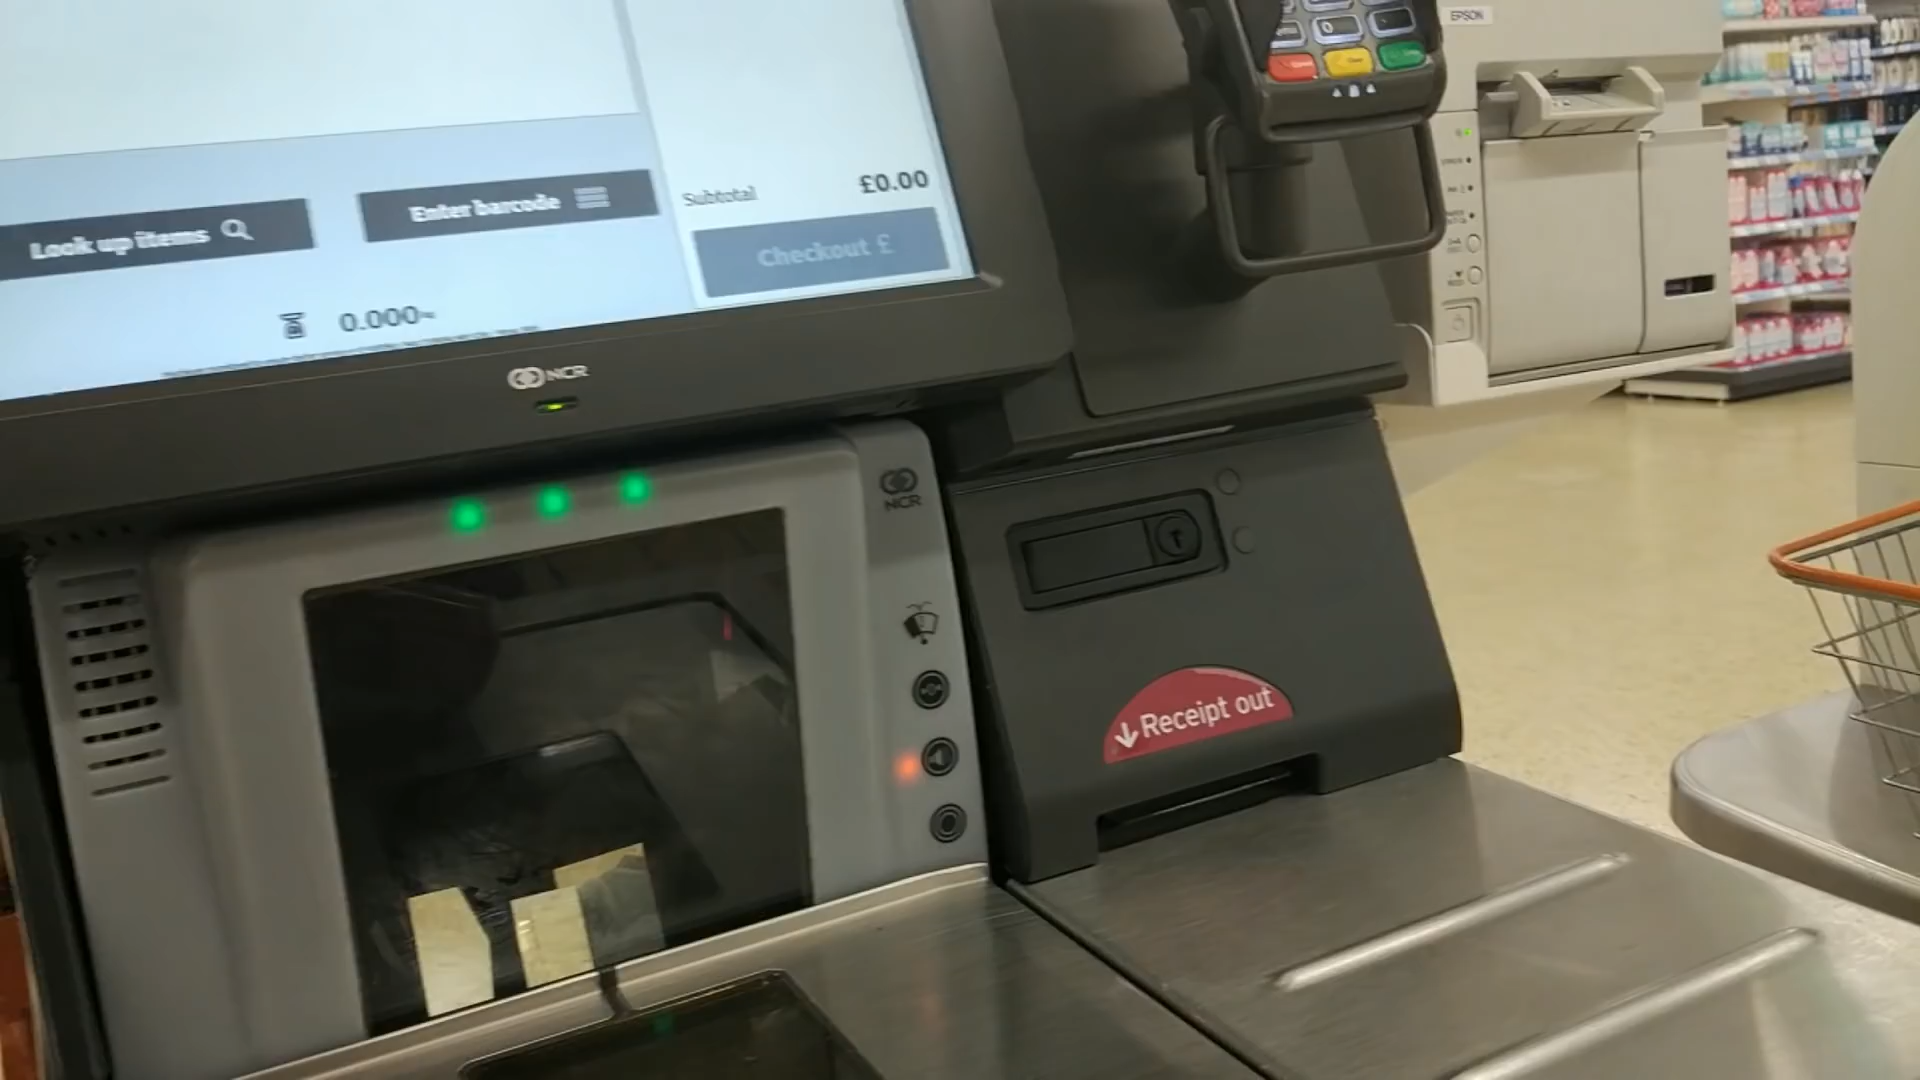 EPSON
Subtotal £0.00
Look up items
Enter barcode
Checkout £
0.000
NCR
NCR
Receipt out